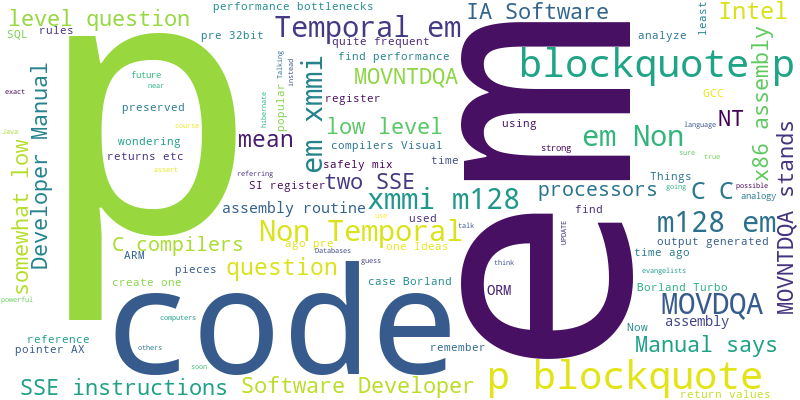 performance bottlenecks
level question
IA Software
Intel
least
SQL
rules
pre 32bit
Temporal em
quite frequent
analyze
find performance
blockquote p
p
em
code
future
near
Talking
instead
MOVNTDQA
exact
preserved
hibernate
popular
em xmmi
register
GCC
x86 assembly
Developer Manual
somewhat low
Java
course
wondering
returns etc
assert
mean
low level
compilers Visual
safely mix
time
using
strong
em Non
NT
language
sure
true
referring
SI register
two SSE
xmmi m128
processors
Things
going
possible
C C
analogy
MOVNTDQA stands
assembly routine
used
use
find
talk
m128 em
C compilers
Non Temporal
ago pre
Databases
one Ideas
UPDATE
output generated
time ago
ARM
pieces
question
guess
think
evangelists
create one
case Borland
ORM
Borland Turbo
powerful
computers
MOVDQA
assembly
Now
reference
pointer AX
others
remember
Manual says
soon
SSE instructions
Software Developer
p blockquote
return values